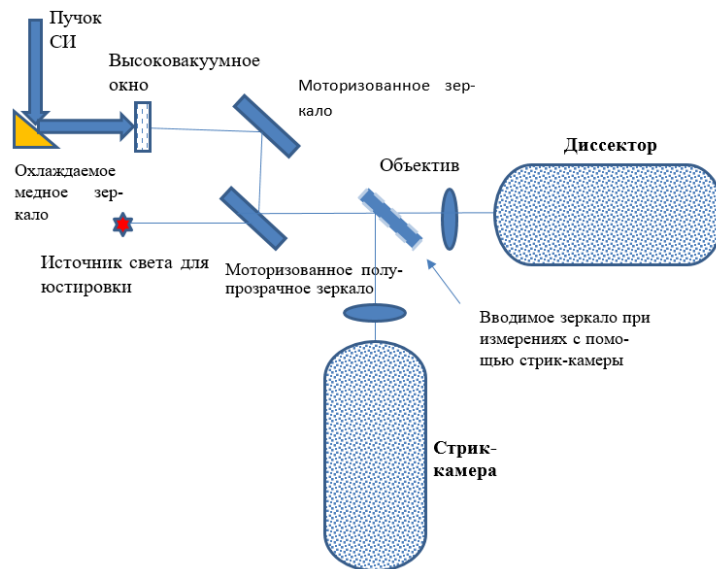 Пучок
СИ
Высоковакуумное
окно
Моторизованное зер-
кало
Охлаждаемое
медное зер-
кало
Объектив
Диссектор
Источник света для
юстировки
Моторизованное полу-
прозрачное зеркало
Вводимое зеркало при
измерениях с помо-
щью стрик-камеры
Стрик-
камера